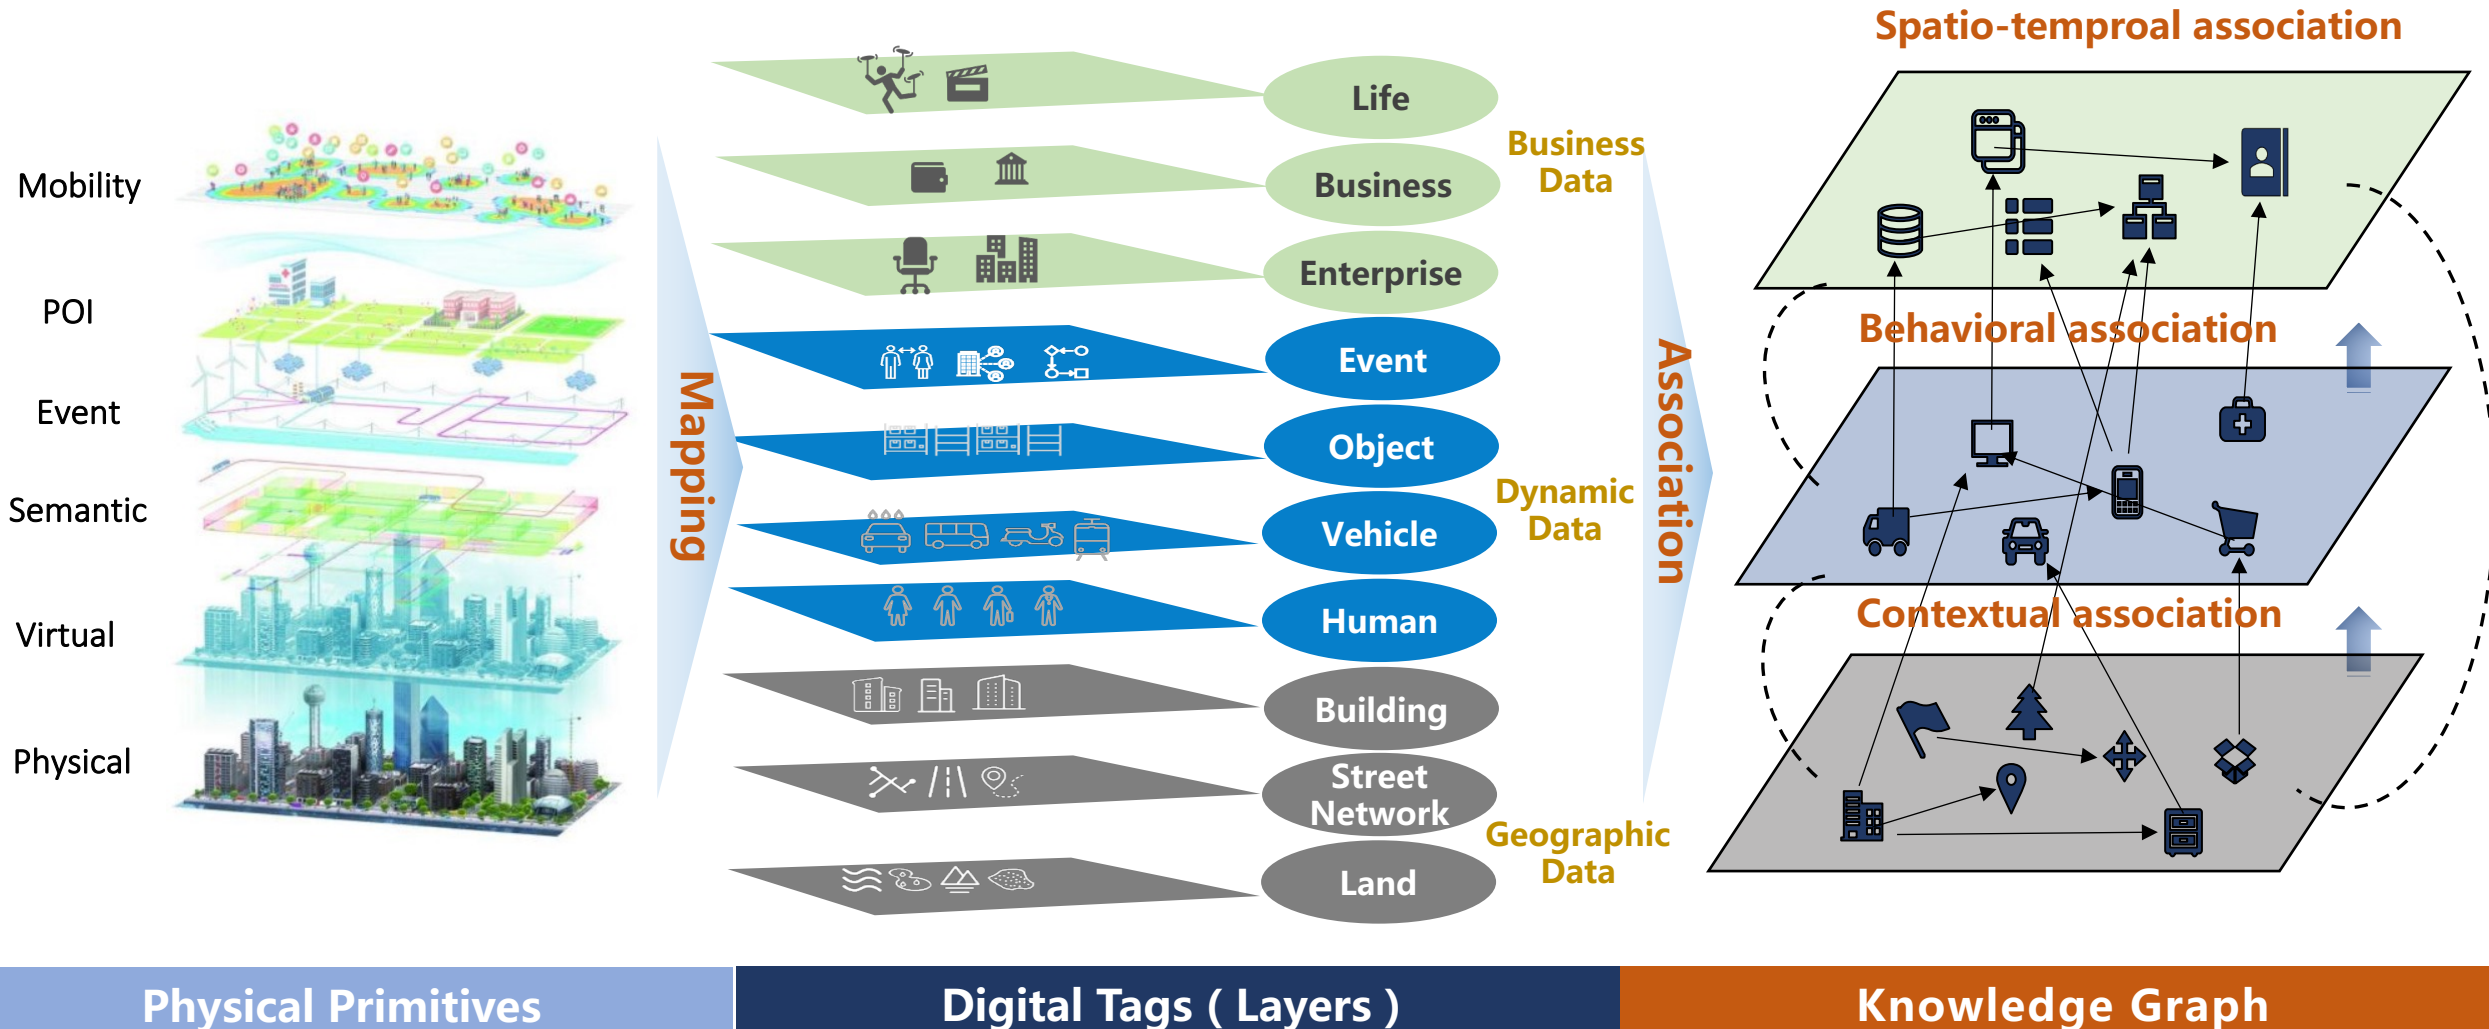 Mobility
POI
Event
Semantic
Virtual
Physical
Mapping
Life
Business
Enterprise
Event
Object
Vehicle
Human
Building
Street
Network
Land
Business
Data
Dynamic
Data
Geographic
Data
Association
Spatio-temproal association
Behavioral association
Contextual association
Physical Primitives
Digital Tags ( Layers )
Knowledge Graph